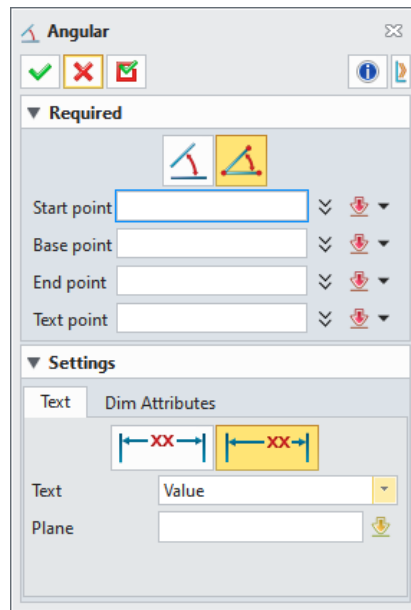 Angular
Required
Start point
Base point
End point
Text point
Settings
Text Dim Attributes
XX XX
Text Value
Plane